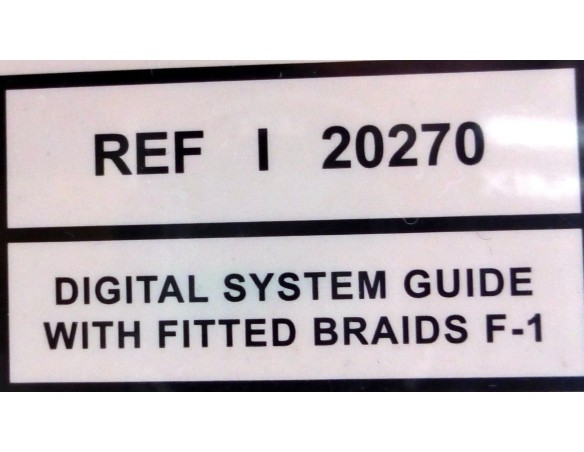 REF I 20270
DIGITAL SYSTEM GUIDE
WITH FITTED BRAIDS F-1